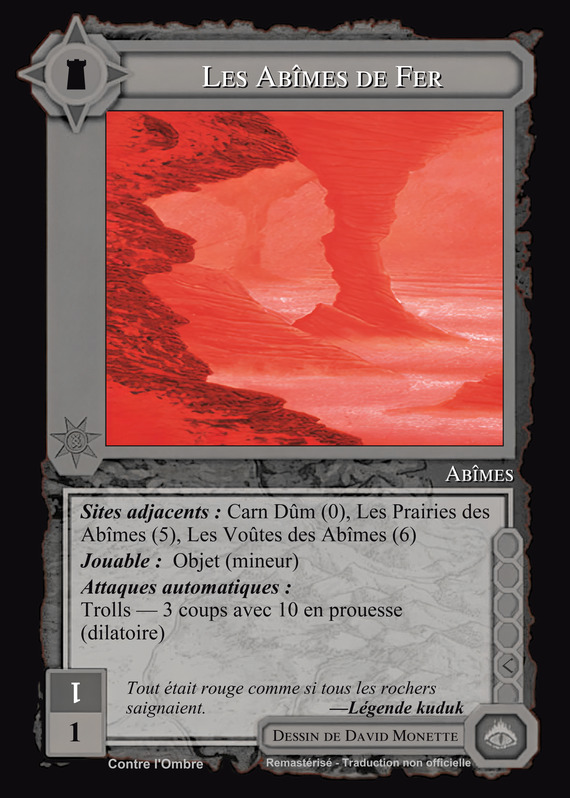 Les Abîmes de Fer
Abîmes
Sites adjacents : Carn Dûm (0), Les Prairies des
Abîmes (5), Les Voûtes des Abîmes (6)
Jouable : Objet (mineur)
Attaques automatiques :
Trolls — 3 coups avec 10 en prouesse
(dilatoire)
Tout était rouge comme si tous les rochers
saignaient. —Légende kuduk
1
1
Dessin de David Monette
Contre l'Ombre Remastérisé - Traduction non officielle